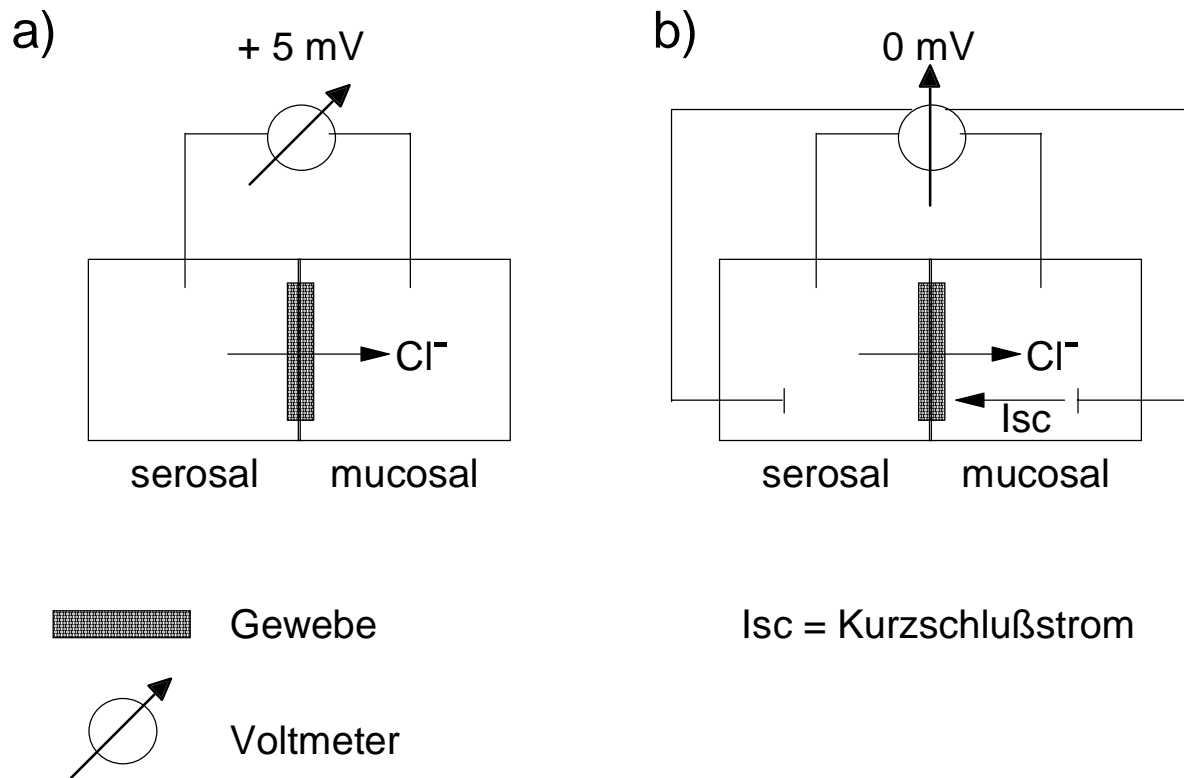 a)
+ 5 mV
b)
0 mV
Cl⁻
Cl⁻
Isc
serosal
mucosal
serosal
mucosal
Gewebe
Isc = Kurzschlußstrom
Voltmeter